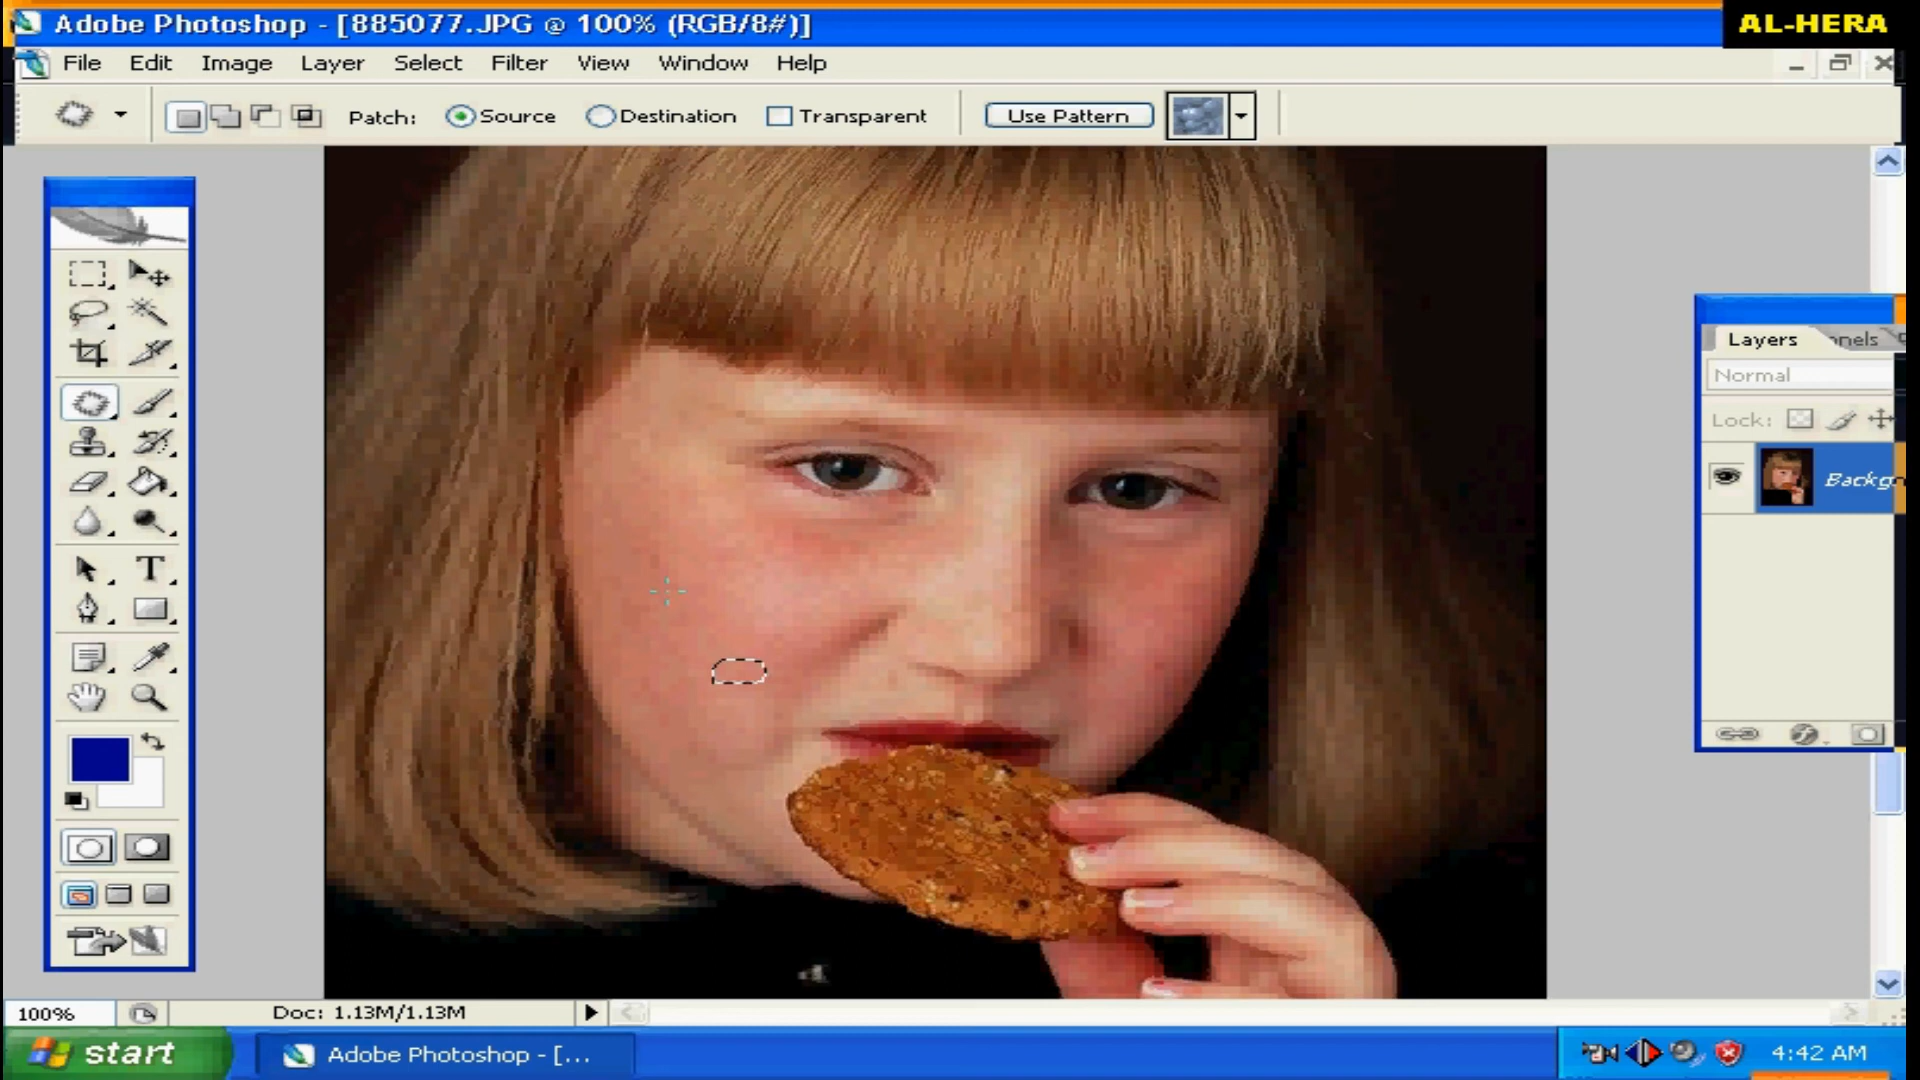 Adobe Photoshop - [885077.JPG @ 100% (RGB/8#)]
AL-HERA
File Edit Image Layer Select Filter View Window Help
Patch: Source Destination Transparent Use Pattern
T
Layers
Normal
Lock:
100% Doc: 1.13M/1.13M
start Adobe Photoshop - [... 4:42 AM